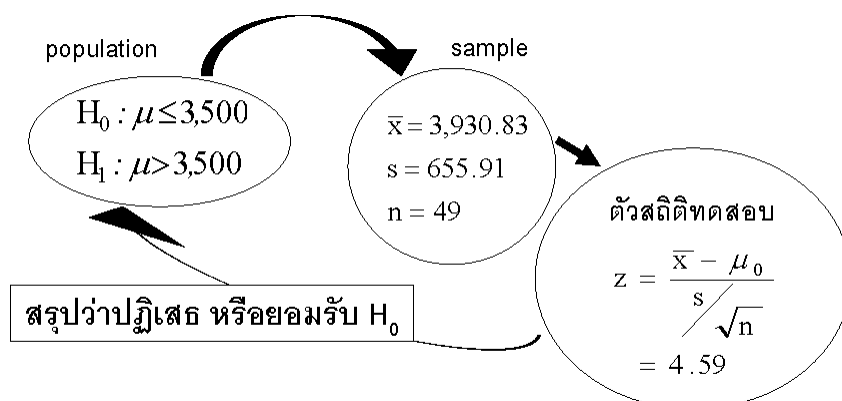 population
sample
H₀ : μ ≤ 3,500
H₁ : μ > 3,500
x̄ = 3,930.83
s = 655.91
n = 49
ตัวสถิติทดสอบ
z = x̄ − μ₀
s / √n
= 4.59
สรุปว่าปฏิเสธ หรือยอมรับ H₀